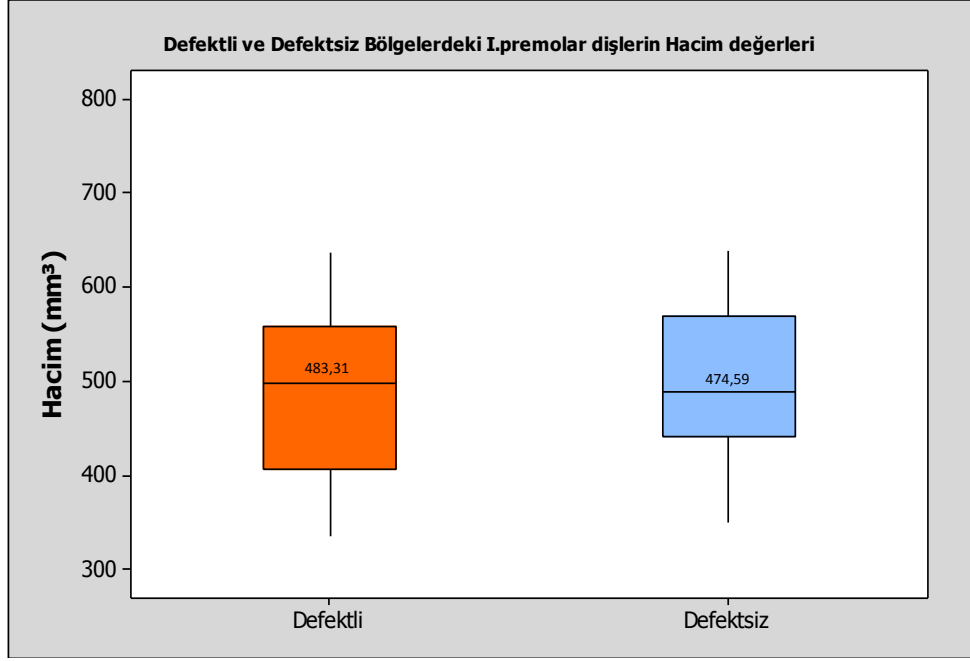 Defektli ve Defektsiz Bölgelerdeki I.premolar dişlerin Hacim değerleri
Hacim (mm³)
800
700
600
500
400
300
483,31
474,59
Defektli
Defektsiz